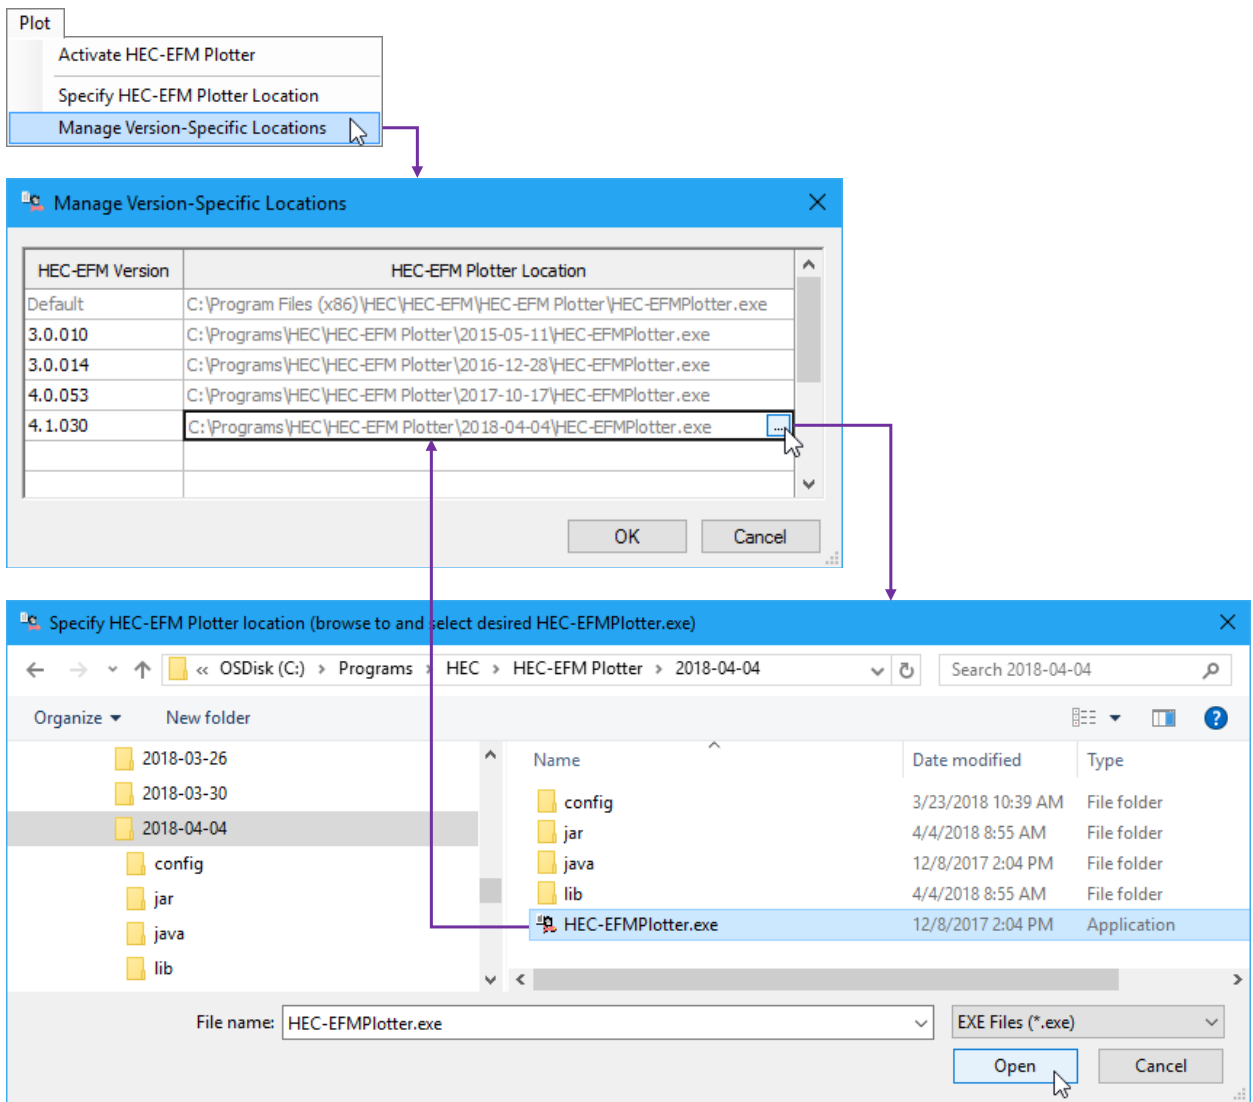 Plot
Activate HEC-EFM Plotter
Specify HEC-EFM Plotter Location
Manage Version-Specific Locations
Manage Version-Specific Locations
HEC-EFM Version HEC-EFM Plotter Location
Default C:\Program Files (x86)\HEC\HEC-EFM\HEC-EFM Plotter\HEC-EFMPlotter.exe
3.0.010 C:\Programs\HEC\HEC-EFM Plotter\2015-05-11\HEC-EFMPlotter.exe
3.0.014 C:\Programs\HEC\HEC-EFM Plotter\2016-12-28\HEC-EFMPlotter.exe
4.0.053 C:\Programs\HEC\HEC-EFM Plotter\2017-10-17\HEC-EFMPlotter.exe
4.1.030 C:\Programs\HEC\HEC-EFM Plotter\2018-04-04\HEC-EFMPlotter.exe ...
OK Cancel
Specify HEC-EFM Plotter location (browse to and select desired HEC-EFMPlotter.exe)
« OSDisk (C:) › Programs › HEC › HEC-EFM Plotter › 2018-04-04 Search 2018-04-04
Organize New folder ?
2018-03-26
2018-03-30
2018-04-04
config
jar
java
lib
Name Date modified Type
config 3/23/2018 10:39 AM File folder
jar 4/4/2018 8:55 AM File folder
java 12/8/2017 2:04 PM File folder
lib 4/4/2018 8:55 AM File folder
HEC-EFMPlotter.exe 12/8/2017 2:04 PM Application
File name: HEC-EFMPlotter.exe EXE Files (*.exe)
Open Cancel